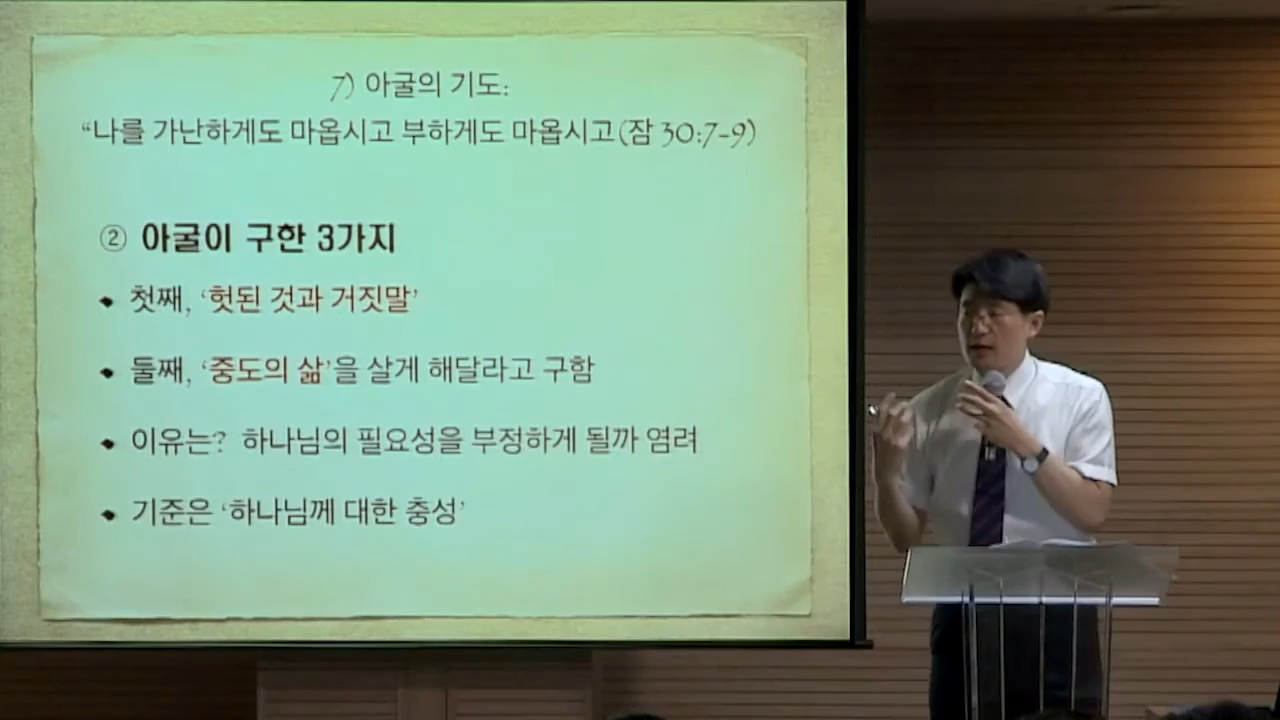 7) 아굴의 기도:
“나를 가난하게도 마옵시고 부하게도 마옵시고(잠 30:7-9)
② 아굴이 구한 3가지
• 첫째, ‘헛된 것과 거짓말’
• 둘째, ‘중도의 삶’을 살게 해달라고 구함
• 이유는? 하나님의 필요성을 부정하게 될까 염려
• 기준은 ‘하나님께 대한 충성’